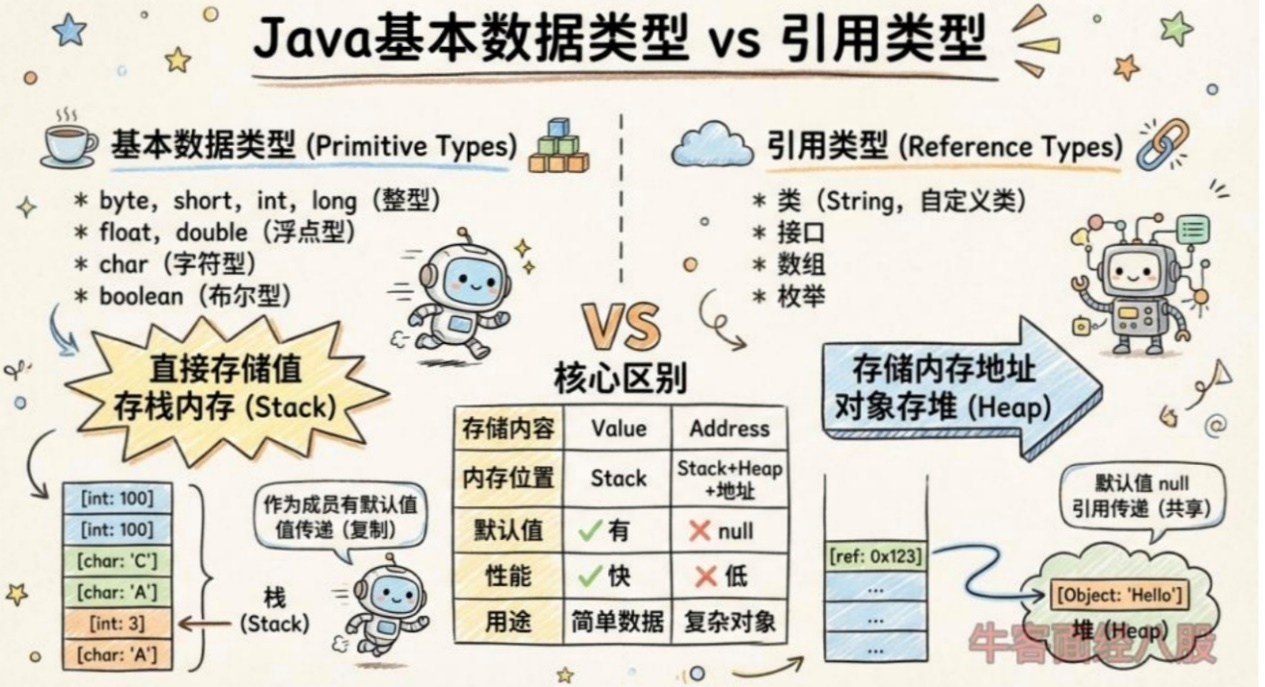 Java基本数据类型 vs 引用类型
基本数据类型 (Primitive Types)
* byte，short，int，long（整型）
* float，double（浮点型）
* char（字符型）
* boolean（布尔型）
直接存储值
存栈内存 (Stack)
[int: 100]
[int: 100]
[char: 'C']
[char: 'A']
[int: 3]
[char: 'A']
栈
(Stack)
作为成员有默认值
值传递（复制）
VS
核心区别
存储内容 Value Address
内存位置 Stack Stack+Heap
+地址
默认值 ✓ 有 ✗ null
性能 ✓ 快 ✗ 低
用途 简单数据 复杂对象
引用类型 (Reference Types)
* 类（String，自定义类）
* 接口
* 数组
* 枚举
存储内存地址
对象存堆 (Heap)
默认值 null
引用传递（共享）
[ref: 0x123]
...
...
...
[Object: 'Hello']
堆 (Heap)
牛客面经八股